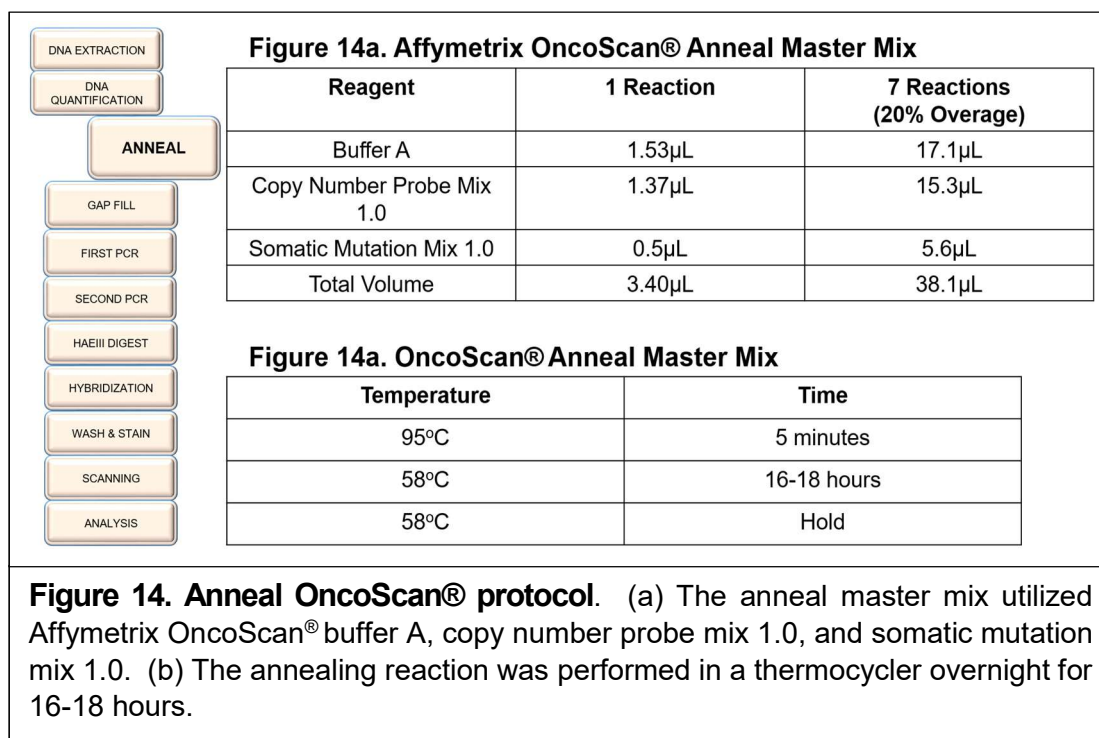 DNA EXTRACTION
DNA
QUANTIFICATION
ANNEAL
GAP FILL
FIRST PCR
SECOND PCR
HAEIII DIGEST
HYBRIDIZATION
WASH & STAIN
SCANNING
ANALYSIS
Figure 14a. Affymetrix OncoScan® Anneal Master Mix
Reagent 1 Reaction 7 Reactions
(20% Overage)
Buffer A 1.53µL 17.1µL
Copy Number Probe Mix 1.37µL 15.3µL
1.0
Somatic Mutation Mix 1.0 0.5µL 5.6µL
Total Volume 3.40µL 38.1µL
Figure 14a. OncoScan® Anneal Master Mix
Temperature Time
95°C 5 minutes
58°C 16-18 hours
58°C Hold
Figure 14. Anneal OncoScan® protocol. (a) The anneal master mix utilized
Affymetrix OncoScan® buffer A, copy number probe mix 1.0, and somatic mutation
mix 1.0. (b) The annealing reaction was performed in a thermocycler overnight for
16-18 hours.